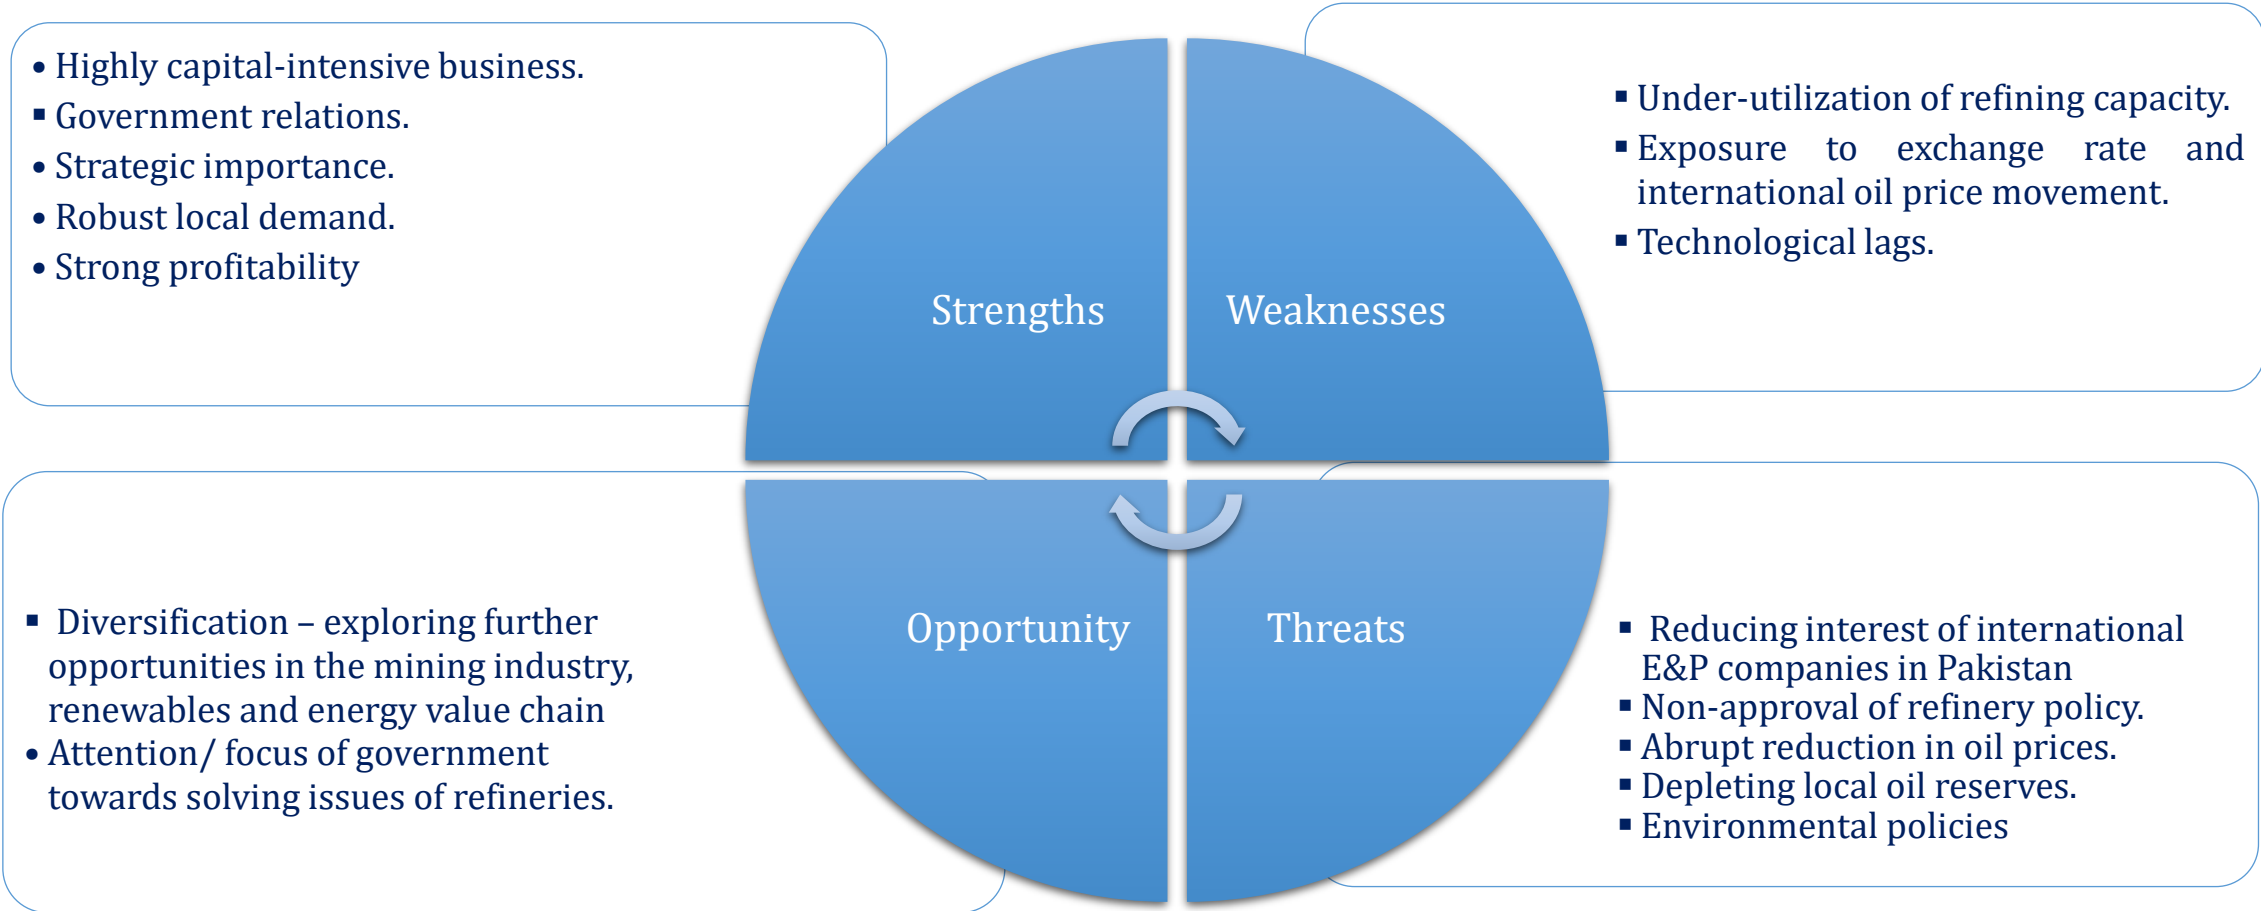 • Highly capital-intensive business.
▪ Government relations.
• Strategic importance.
• Robust local demand.
• Strong profitability
Strengths
Weaknesses
▪ Under-utilization of refining capacity.
▪ Exposure to exchange rate and
international oil price movement.
▪ Technological lags.
▪ Diversification – exploring further
opportunities in the mining industry,
renewables and energy value chain
• Attention/ focus of government
towards solving issues of refineries.
Opportunity
Threats
▪ Reducing interest of international
E&P companies in Pakistan
▪ Non-approval of refinery policy.
▪ Abrupt reduction in oil prices.
▪ Depleting local oil reserves.
▪ Environmental policies